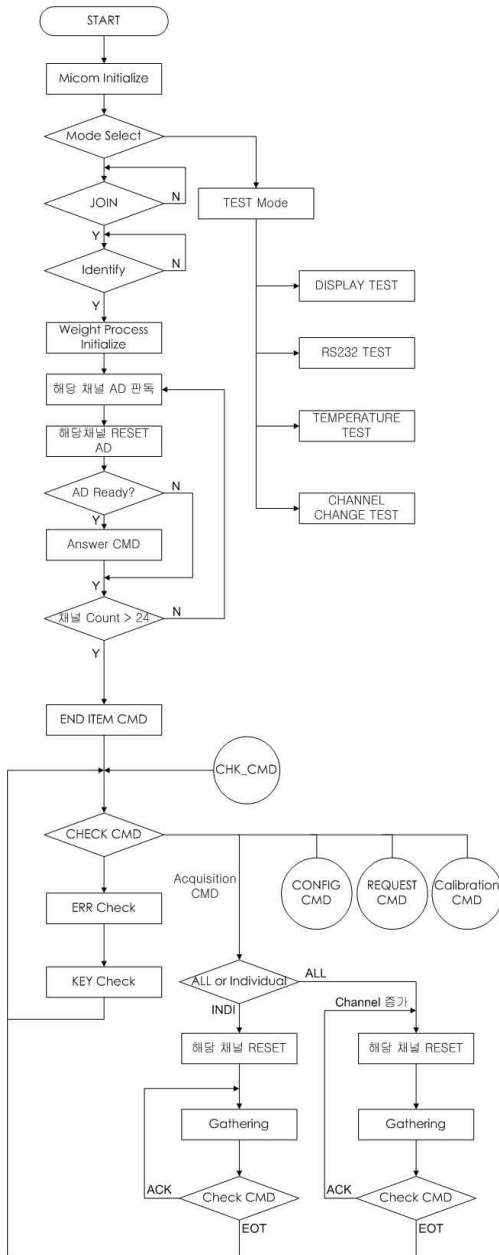 START
Micom Initialize
Mode Select
JOIN
N
Y
TEST Mode
Identify
N
Y
DISPLAY TEST
Weight Process
Initialize
RS232 TEST
해당 채널 AD 판독
해당채널 RESET
AD
TEMPERATURE
TEST
AD Ready?
N
Y
CHANNEL
CHANGE TEST
Answer CMD
Y
채널 Count > 24
N
Y
END ITEM CMD
CHK_CMD
CHECK CMD
Acquisition
CMD
CONFIG
CMD
REQUEST
CMD
Calibration
CMD
ERR Check
KEY Check
ALL or Individual
ALL
INDI
Channel 증가
해당 채널 RESET
해당 채널 RESET
Gathering
Gathering
ACK
Check CMD
ACK
Check CMD
EOT
EOT